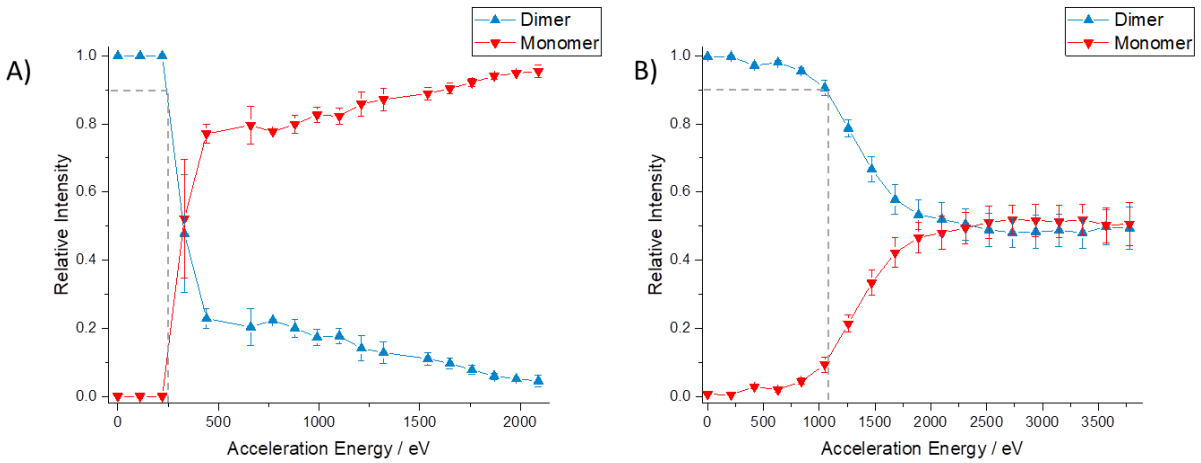 A)
Dimer
Monomer
Relative Intensity
1.0
0.8
0.6
0.4
0.2
0.0
0 500 1000 1500 2000
Acceleration Energy / eV
B)
Dimer
Monomer
Relative Intensity
1.0
0.8
0.6
0.4
0.2
0.0
0 500 1000 1500 2000 2500 3000 3500
Acceleration Energy / eV